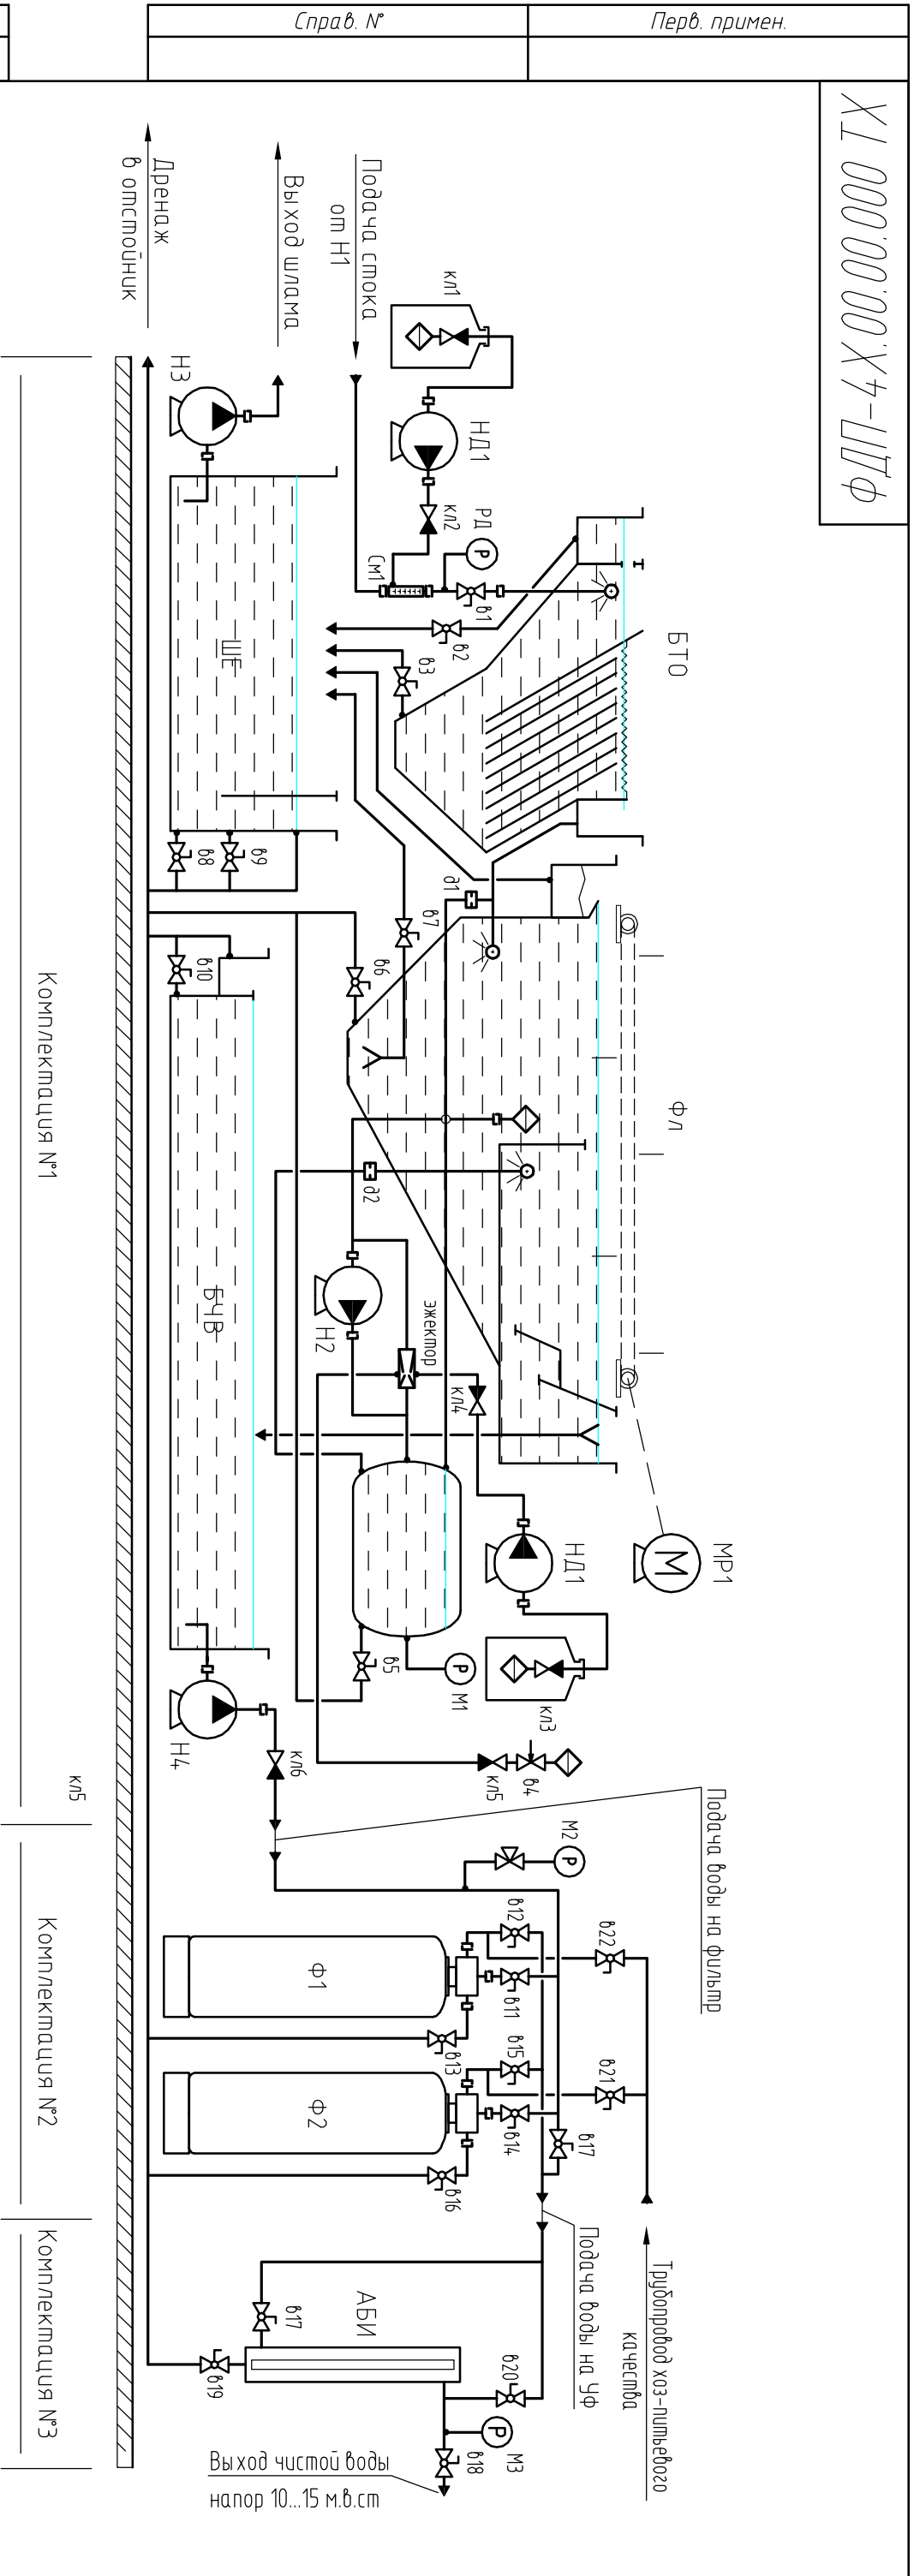 Справ. №
Перв. примен.
ХТ 000.00.00.Х4-ПДф
Подача стока
от Н1
Выход шлама
Дренаж
в отстойник
кл1
НД1
кл2
РД
Р
См1
в1
в2
в3
БТО
Н3
ШЕ
в8
в9
в10
д1
в7
в6
ФЛ
д2
Н2
эжектор
кл4
БЧВ
НД1
МР1
М
кл3
в5
Р
М1
Н4
кл6
кл5
в4
кл5
Подача воды на фильтр
М2
Р
в12
в11
в22
Ф1
в13
в15
в14
в21
Ф2
в16
в17
Подача воды на Уф
Трубопровод хоз-питьевого
качества
АБИ
в17
в19
в20
Р
М3
в18
Выход чистой воды
напор 10...15 м.в.ст
Комплектация №1
Комплектация №2
Комплектация №3